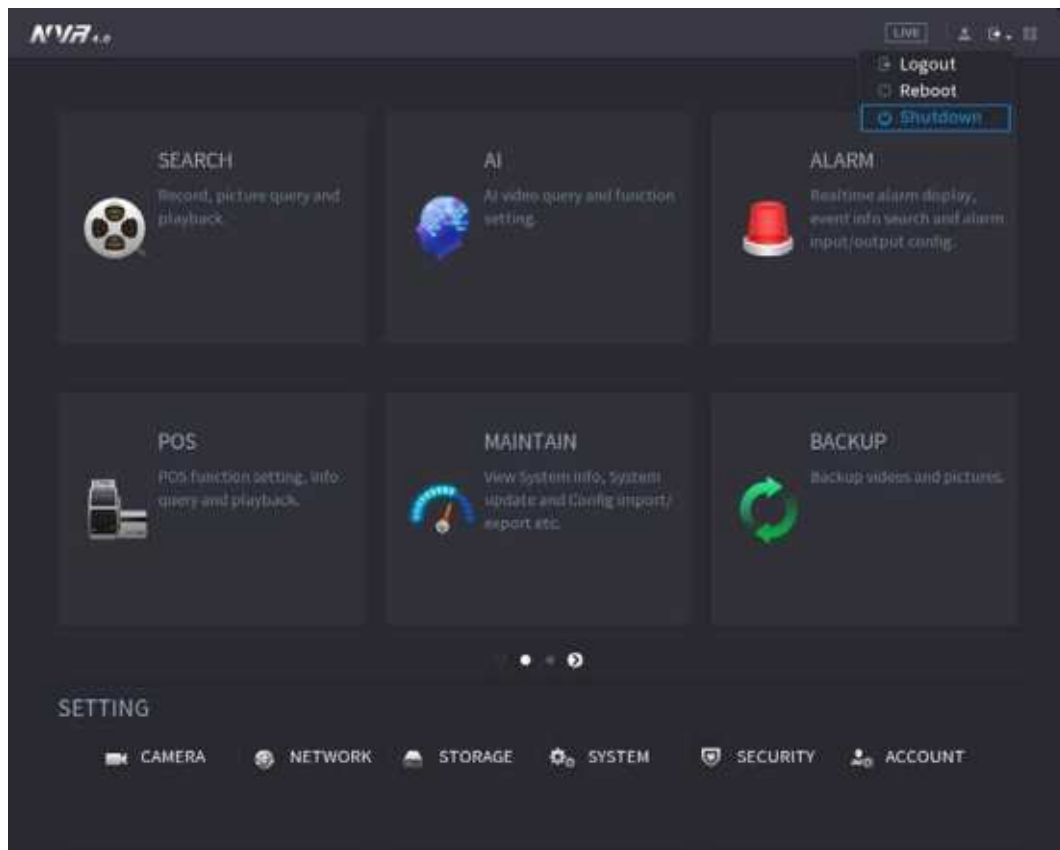 NVR 4.0
LIVE
Logout
Reboot
Shutdown
SEARCH
Record, picture query and
playback.
AI
AI video query and function
setting.
ALARM
Realtime alarm display,
event info search and alarm
input/output config.
POS
POS function setting, info
query and playback.
MAINTAIN
View System info, System
update and Config import/
export etc.
BACKUP
Backup videos and pictures.
SETTING
CAMERA
NETWORK
STORAGE
SYSTEM
SECURITY
ACCOUNT